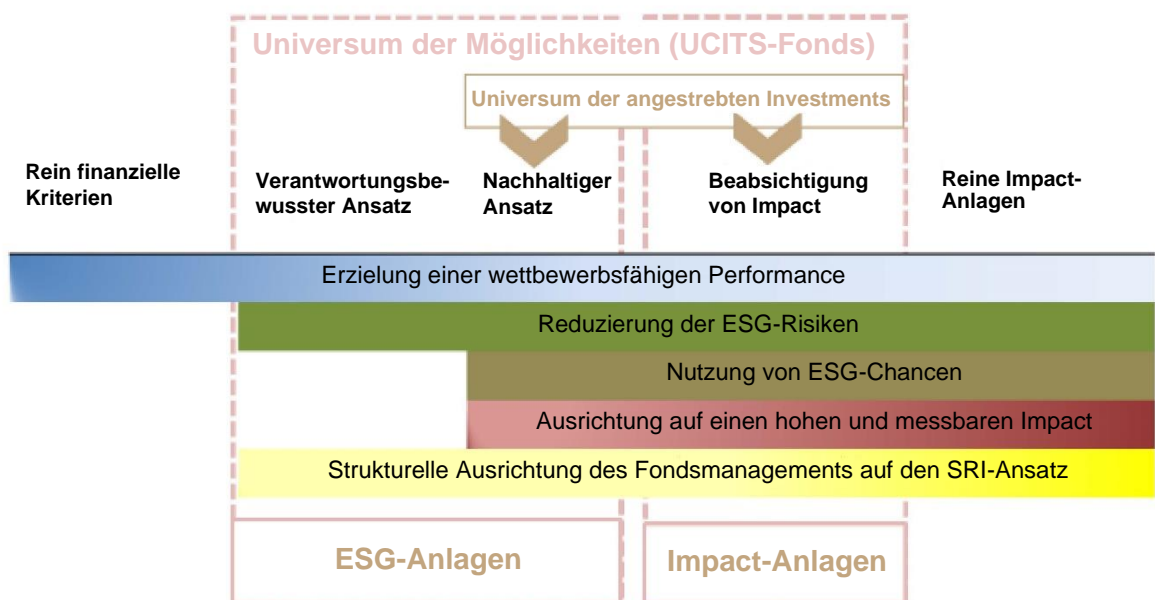 Universum der Möglichkeiten (UCITS-Fonds)
Universum der angestrebten Investments
Rein finanzielle
Kriterien
Verantwortungsbe-
wusster Ansatz
Nachhaltiger
Ansatz
Beabsichtigung
von Impact
Reine Impact-
Anlagen
Erzielung einer wettbewerbsfähigen Performance
Reduzierung der ESG-Risiken
Nutzung von ESG-Chancen
Ausrichtung auf einen hohen und messbaren Impact
Strukturelle Ausrichtung des Fondsmanagements auf den SRI-Ansatz
ESG-Anlagen
Impact-Anlagen